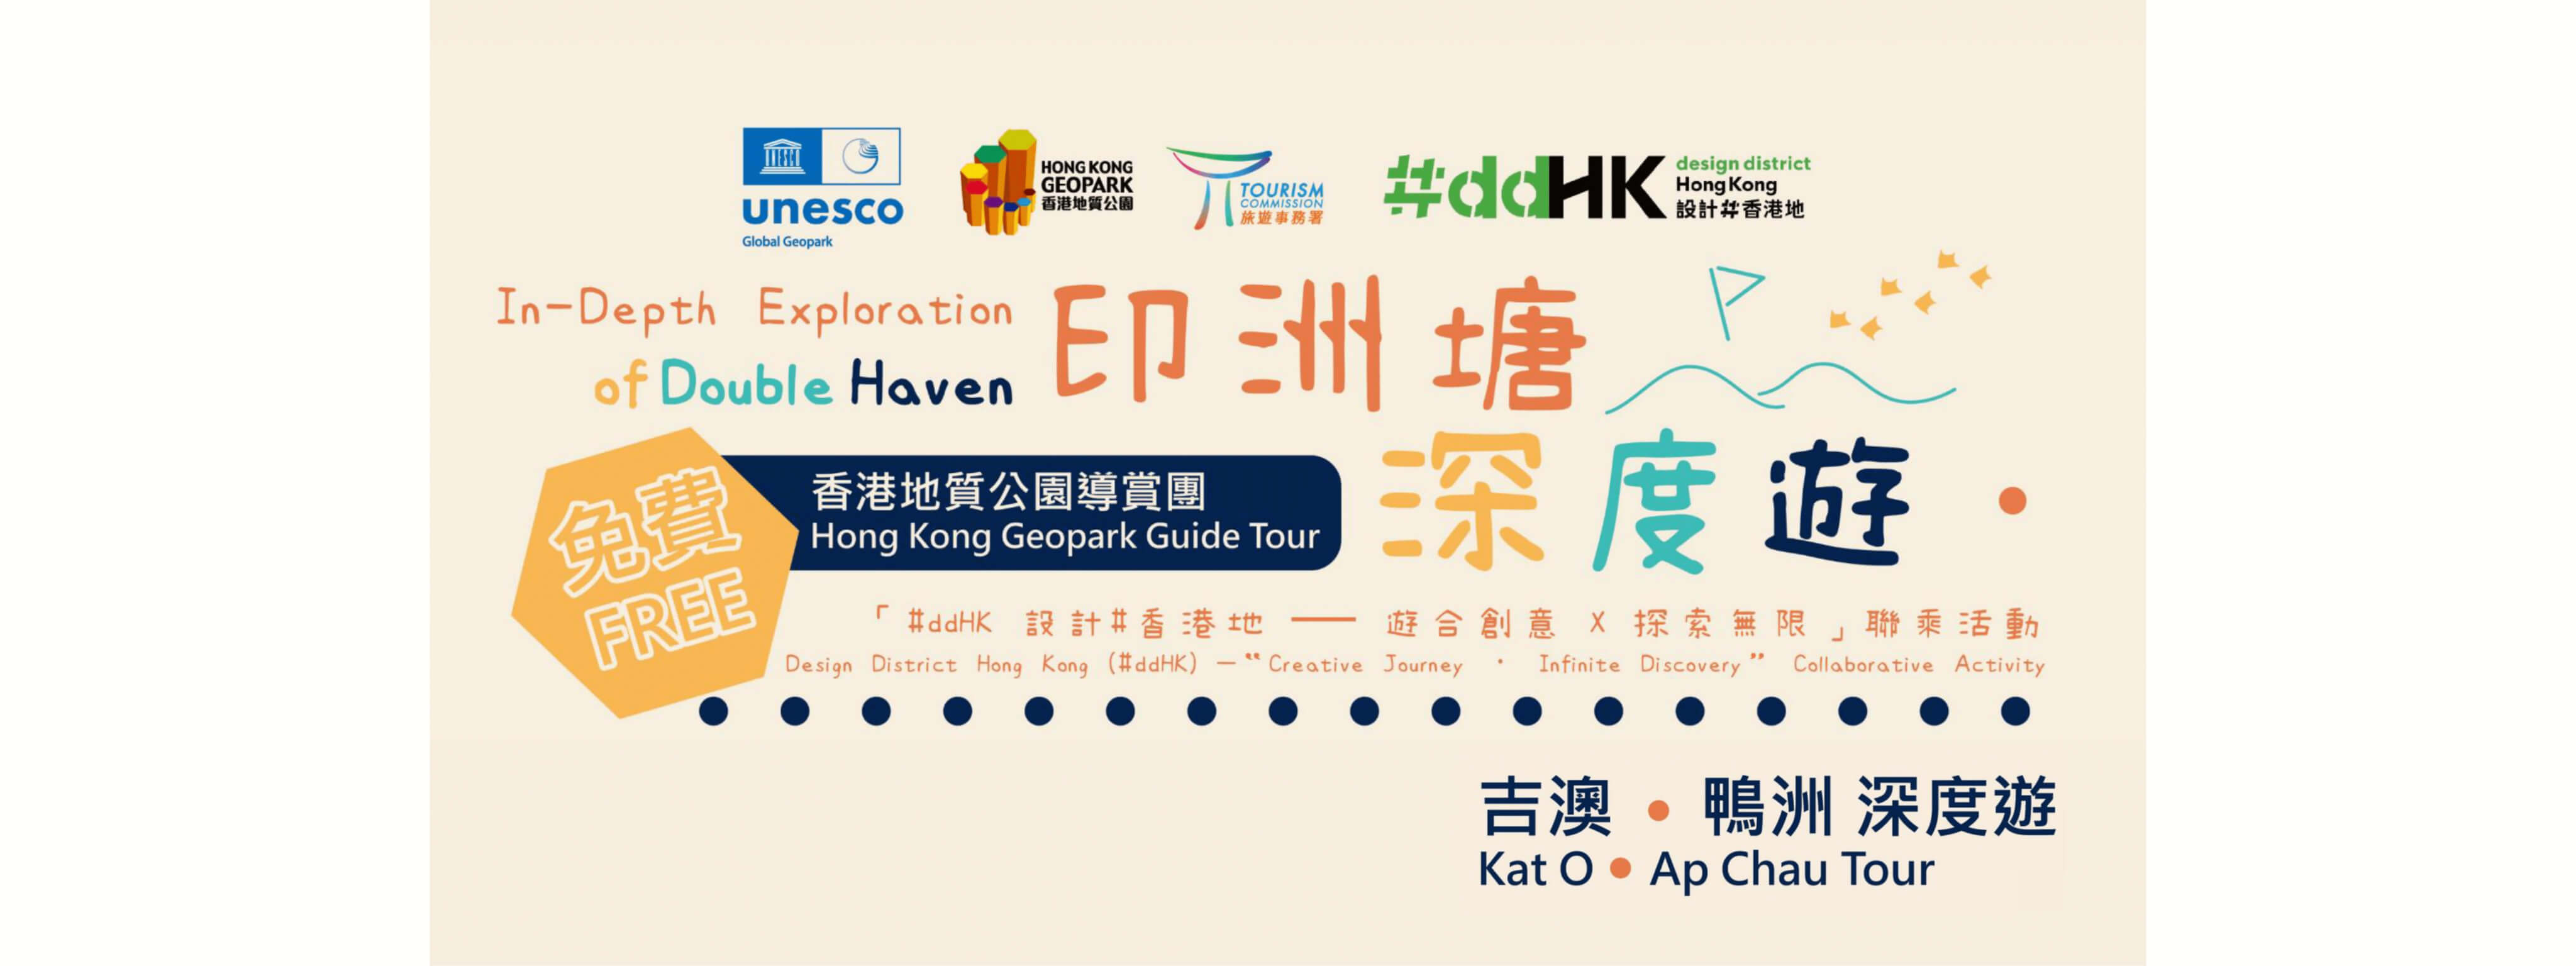 unesco
Global Geopark
HONG KONG
GEOPARK
香港地質公園
TOURISM
COMMISSION
旅遊事務署
#ddHK
design district
HongKong
設計#香港地
In-Depth Exploration
of Double Haven
印洲塘
深度遊
免費
FREE
香港地質公園導賞團
Hong Kong Geopark Guide Tour
「#ddHK 設計#香港地 — 遊合創意 X 探索無限」聯乘活動
Design District Hong Kong (#ddHK) — “Creative Journey · Infinite Discovery” Collaborative Activity
吉澳 • 鴨洲 深度遊
Kat O • Ap Chau Tour